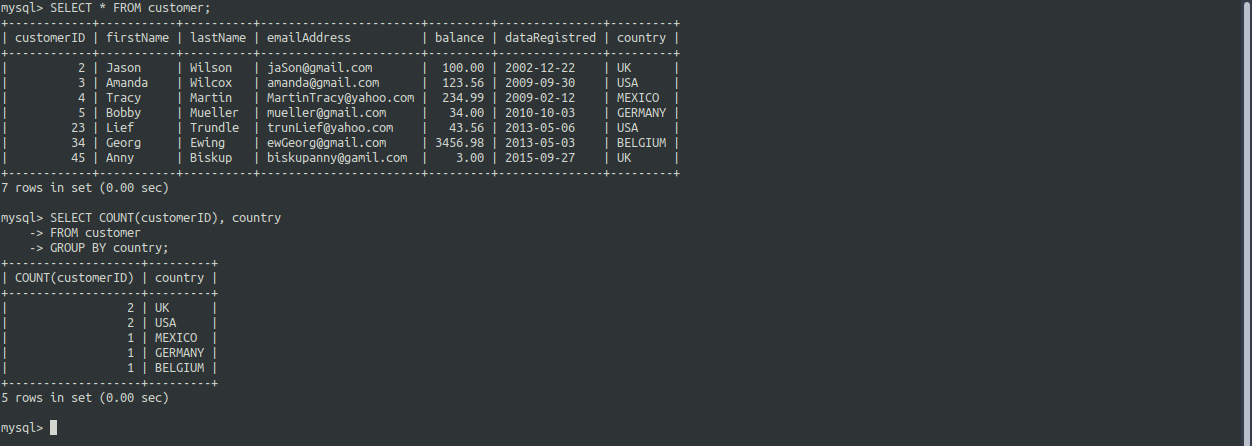 mysql> SELECT * FROM customer;
+------------+-----------+----------+-----------------------+---------+---------------+---------+
| customerID | firstName | lastName | emailAddress          | balance | dataRegistred | country |
+------------+-----------+----------+-----------------------+---------+---------------+---------+
|          2 | Jason     | Wilson   | jaSon@gmail.com       |  100.00 | 2002-12-22    | UK      |
|          3 | Amanda    | Wilcox   | amanda@gmail.com      |  123.56 | 2009-09-30    | USA     |
|          4 | Tracy     | Martin   | MartinTracy@yahoo.com |  234.99 | 2009-02-12    | MEXICO  |
|          5 | Bobby     | Mueller  | mueller@gmail.com     |   34.00 | 2010-10-03    | GERMANY |
|         23 | Lief      | Trundle  | trunLief@yahoo.com    |   43.56 | 2013-05-06    | USA     |
|         34 | Georg     | Ewing    | ewGeorg@gmail.com     | 3456.98 | 2013-05-03    | BELGIUM |
|         45 | Anny      | Biskup   | biskupanny@gamil.com  |    3.00 | 2015-09-27    | UK      |
+------------+-----------+----------+-----------------------+---------+---------------+---------+
7 rows in set (0.00 sec)

mysql> SELECT COUNT(customerID), country
    -> FROM customer
    -> GROUP BY country;
+-------------------+---------+
| COUNT(customerID) | country |
+-------------------+---------+
|                 2 | UK      |
|                 2 | USA     |
|                 1 | MEXICO  |
|                 1 | GERMANY |
|                 1 | BELGIUM |
+-------------------+---------+
5 rows in set (0.00 sec)

mysql>